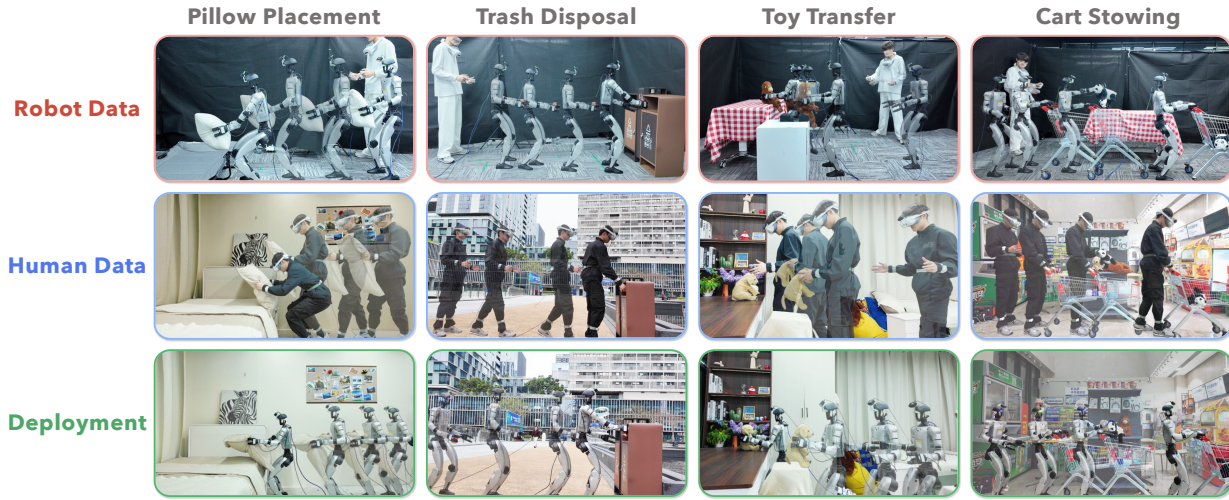 Pillow Placement
Trash Disposal
Toy Transfer
Cart Stowing
Robot Data
Human Data
Deployment